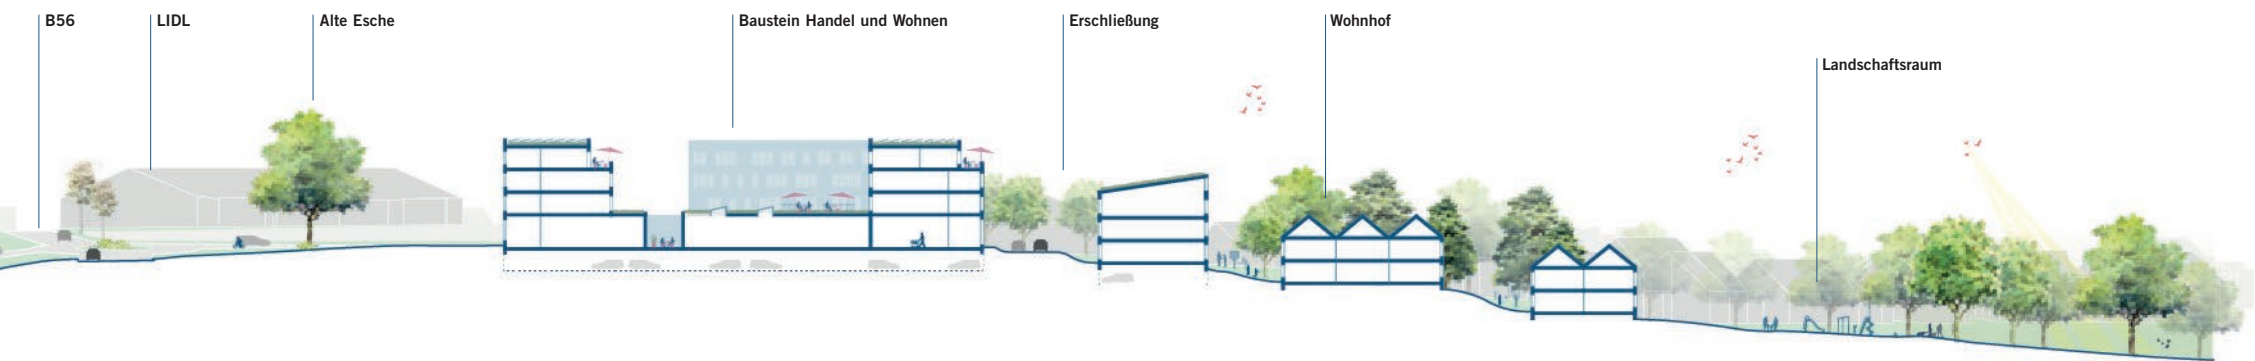 B56
LIDL
Alte Esche
Baustein Handel und Wohnen
Erschließung
Wohnhof
Landschaftsraum